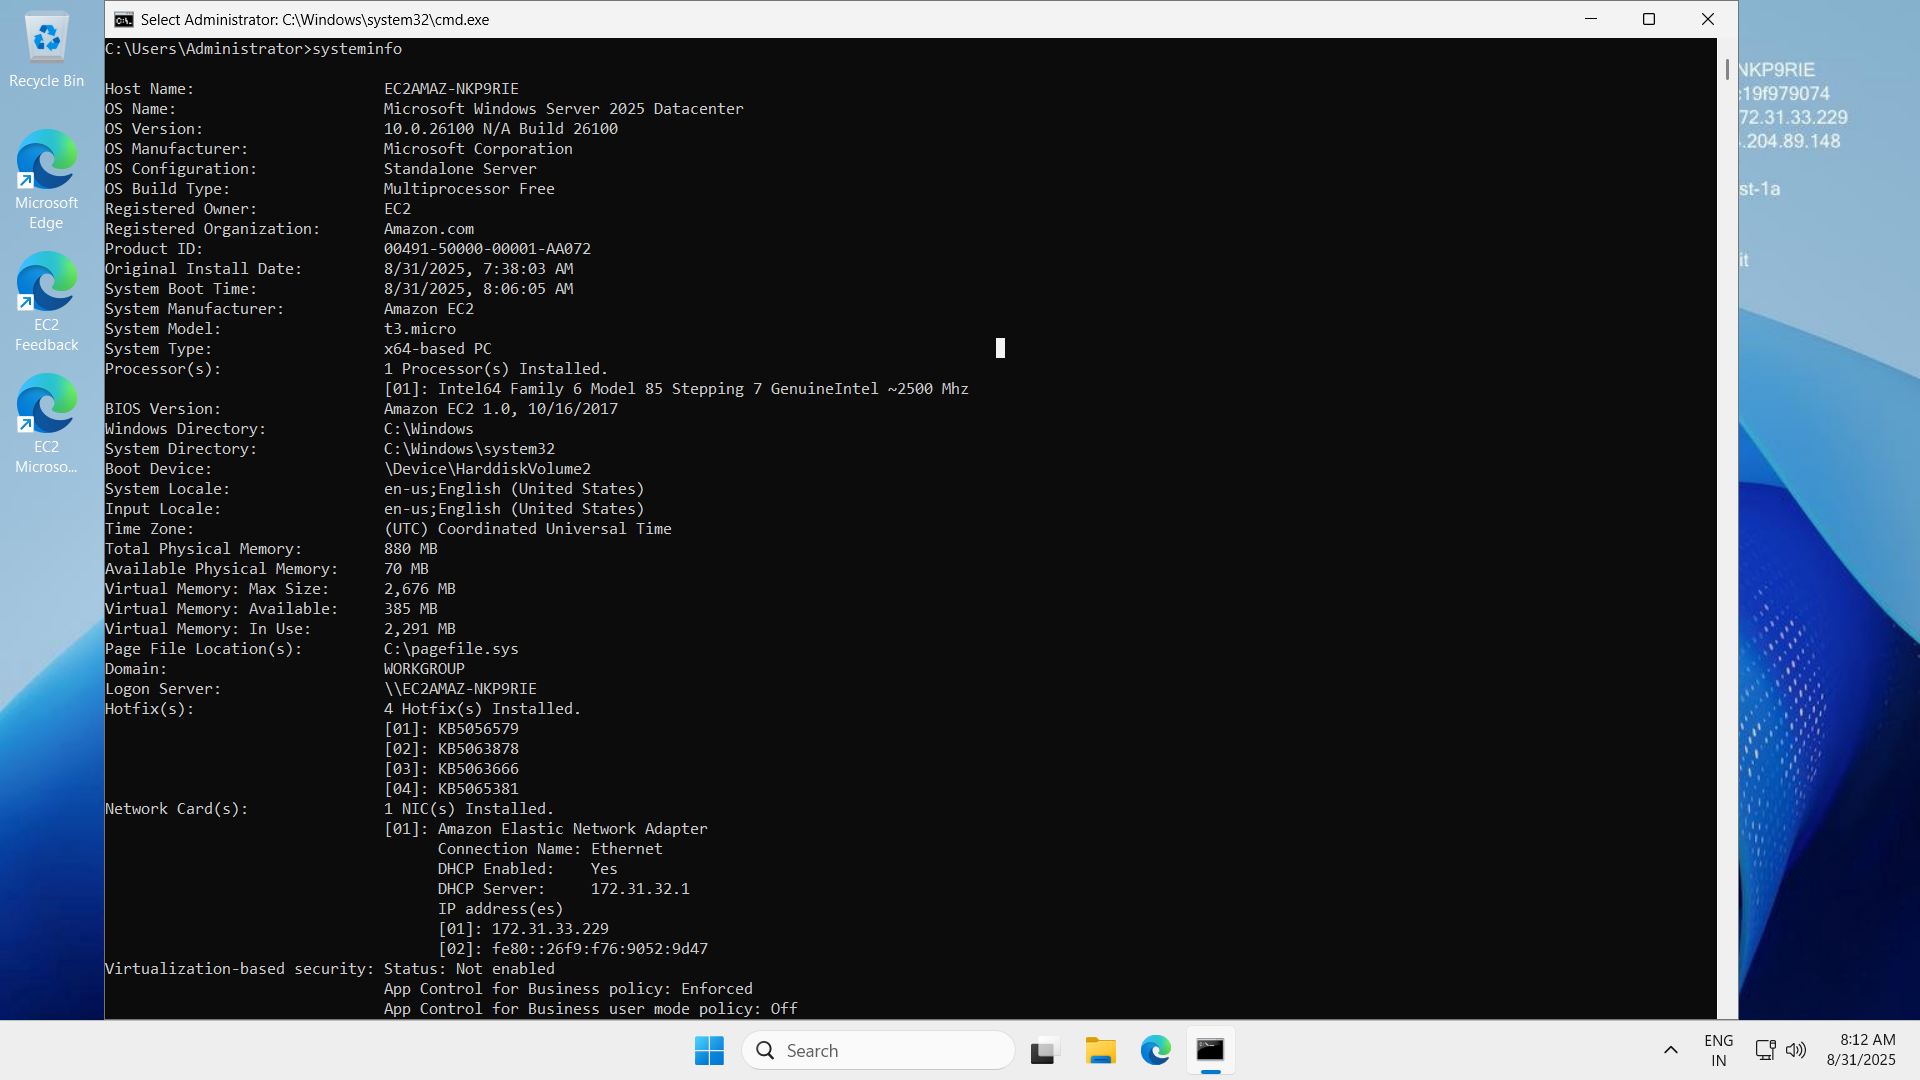 Select Administrator: C:\Windows\system32\cmd.exe
C:\Users\Administrator>systeminfo
Host Name: EC2AMAZ-NKP9RIE
OS Name: Microsoft Windows Server 2025 Datacenter
OS Version: 10.0.26100 N/A Build 26100
OS Manufacturer: Microsoft Corporation
OS Configuration: Standalone Server
OS Build Type: Multiprocessor Free
Registered Owner: EC2
Registered Organization: Amazon.com
Product ID: 00491-50000-00001-AA072
Original Install Date: 8/31/2025, 7:38:03 AM
System Boot Time: 8/31/2025, 8:06:05 AM
System Manufacturer: Amazon EC2
System Model: t3.micro
System Type: x64-based PC
Processor(s): 1 Processor(s) Installed.
[01]: Intel64 Family 6 Model 85 Stepping 7 GenuineIntel ~2500 Mhz
BIOS Version: Amazon EC2 1.0, 10/16/2017
Windows Directory: C:\Windows
System Directory: C:\Windows\system32
Boot Device: \Device\HarddiskVolume2
System Locale: en-us;English (United States)
Input Locale: en-us;English (United States)
Time Zone: (UTC) Coordinated Universal Time
Total Physical Memory: 880 MB
Available Physical Memory: 70 MB
Virtual Memory: Max Size: 2,676 MB
Virtual Memory: Available: 385 MB
Virtual Memory: In Use: 2,291 MB
Page File Location(s): C:\pagefile.sys
Domain: WORKGROUP
Logon Server: \\EC2AMAZ-NKP9RIE
Hotfix(s): 4 Hotfix(s) Installed.
[01]: KB5056579
[02]: KB5063878
[03]: KB5063666
[04]: KB5065381
Network Card(s): 1 NIC(s) Installed.
[01]: Amazon Elastic Network Adapter
Connection Name: Ethernet
DHCP Enabled: Yes
DHCP Server: 172.31.32.1
IP address(es)
[01]: 172.31.33.229
[02]: fe80::26f9:f76:9052:9d47
Virtualization-based security: Status: Not enabled
App Control for Business policy: Enforced
App Control for Business user mode policy: Off
Recycle Bin
Microsoft
Edge
EC2
Feedback
EC2
Microso...
NKP9RIE
c19f979074
72.31.33.229
.204.89.148
st-1a
it
Search
ENG
IN
8:12 AM
8/31/2025